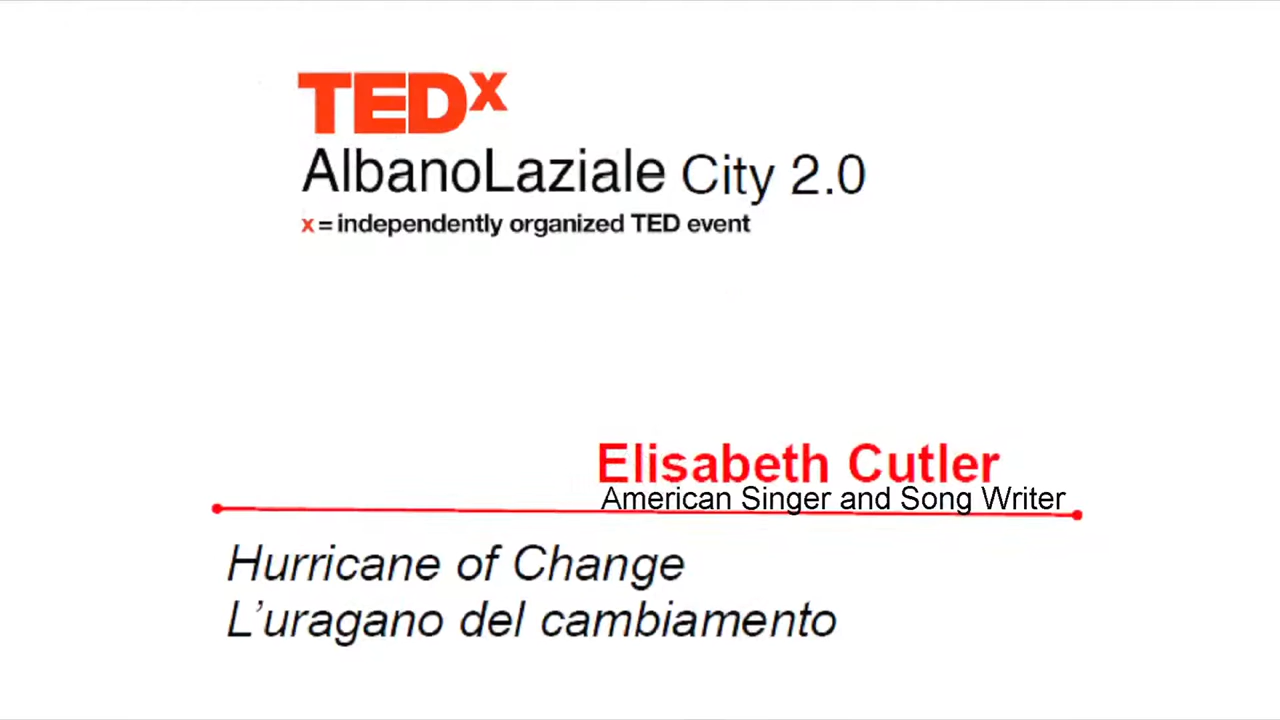 TEDx
AlbanoLaziale City 2.0
x = independently organized TED event
Elisabeth Cutler
American Singer and Song Writer
Hurricane of Change
L’uragano del cambiamento